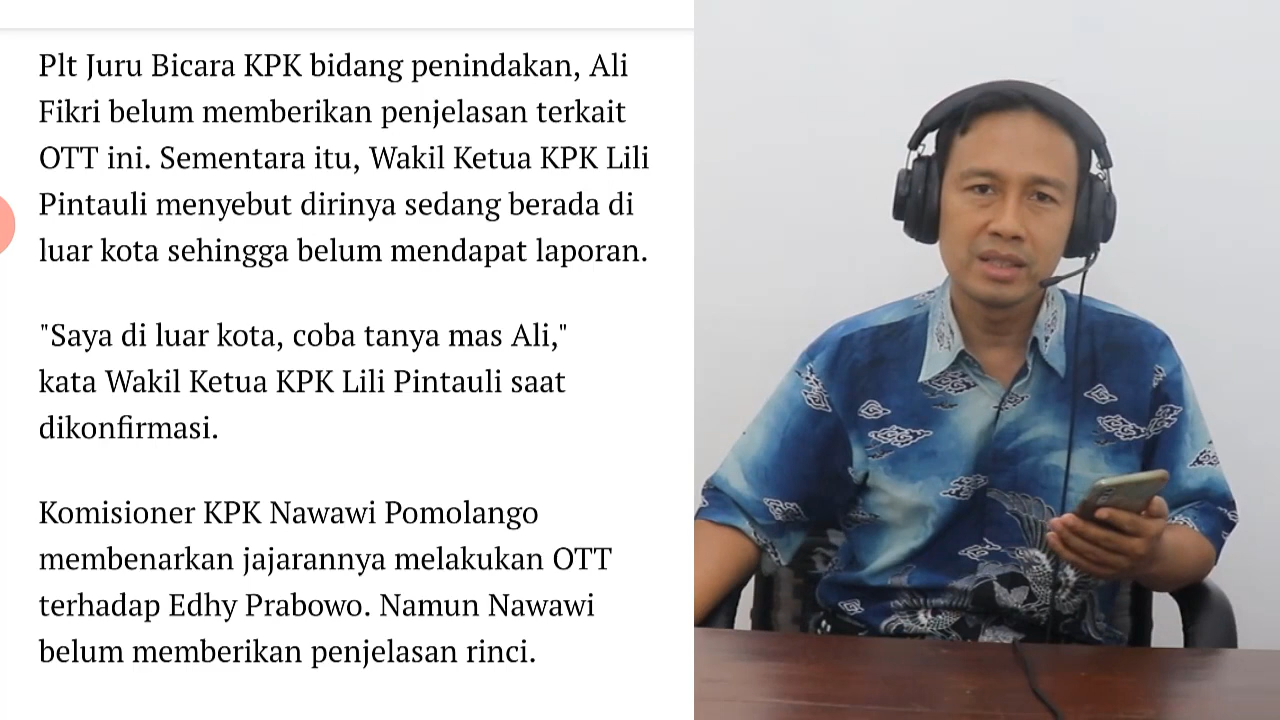 Plt Juru Bicara KPK bidang penindakan, Ali
Fikri belum memberikan penjelasan terkait
OTT ini. Sementara itu, Wakil Ketua KPK Lili
Pintauli menyebut dirinya sedang berada di
luar kota sehingga belum mendapat laporan.
"Saya di luar kota, coba tanya mas Ali,"
kata Wakil Ketua KPK Lili Pintauli saat
dikonfirmasi.
Komisioner KPK Nawawi Pomolango
membenarkan jajarannya melakukan OTT
terhadap Edhy Prabowo. Namun Nawawi
belum memberikan penjelasan rinci.